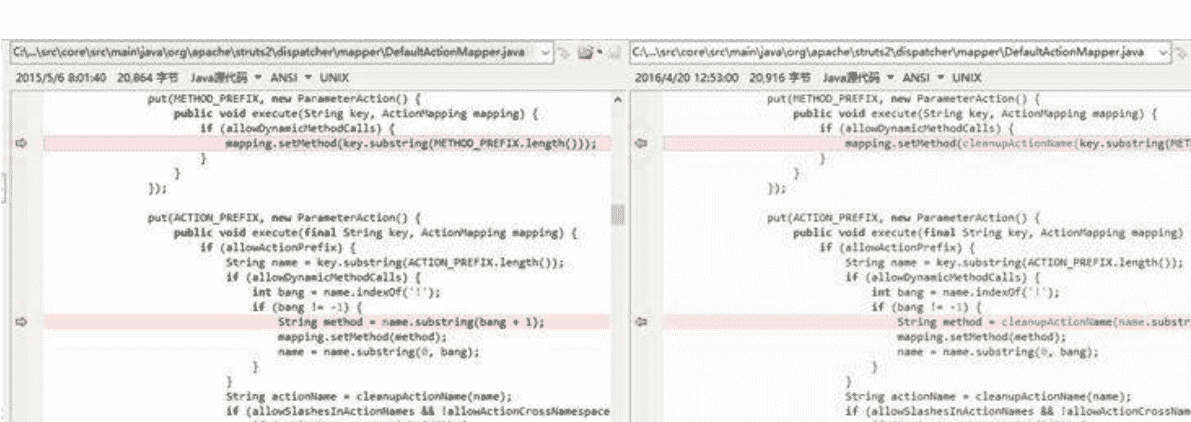 C:\...\src\core\src\main\java\org\apache\struts2\dispatcher\mapper\DefaultActionMapper.java
2015/5/6 8:01:40 20,864 字节 Java源代码 ANSI UNIX
put(METHOD_PREFIX, new ParameterAction() {
public void execute(String key, ActionMapping mapping) {
if (allowDynamicMethodCalls) {
mapping.setMethod(key.substring(METHOD_PREFIX.length()));
}
}
});
put(ACTION_PREFIX, new ParameterAction() {
public void execute(final String key, ActionMapping mapping) {
if (allowActionPrefix) {
String name = key.substring(ACTION_PREFIX.length());
if (allowDynamicMethodCalls) {
int bang = name.indexOf('!');
if (bang != -1) {
String method = name.substring(bang + 1);
mapping.setMethod(method);
name = name.substring(0, bang);
}
}
String actionName = cleanupActionName(name);
if (allowSlashesInActionNames && !allowActionCrossNamespace
C:\...\src\core\src\main\java\org\apache\struts2\dispatcher\mapper\DefaultActionMapper.java
2016/4/20 12:53:00 20,916 字节 Java源代码 ANSI UNIX
put(METHOD_PREFIX, new ParameterAction() {
public void execute(String key, ActionMapping mapping) {
if (allowDynamicMethodCalls) {
mapping.setMethod(cleanupActionName(key.substring(MET
}
}
});
put(ACTION_PREFIX, new ParameterAction() {
public void execute(final String key, ActionMapping mapping)
if (allowActionPrefix) {
String name = key.substring(ACTION_PREFIX.length());
if (allowDynamicMethodCalls) {
int bang = name.indexOf('!');
if (bang != -1) {
String method = cleanupActionName(name.substr
mapping.setMethod(method);
name = name.substring(0, bang);
}
}
String actionName = cleanupActionName(name);
if (allowSlashesInActionNames && !allowActionCrossNam